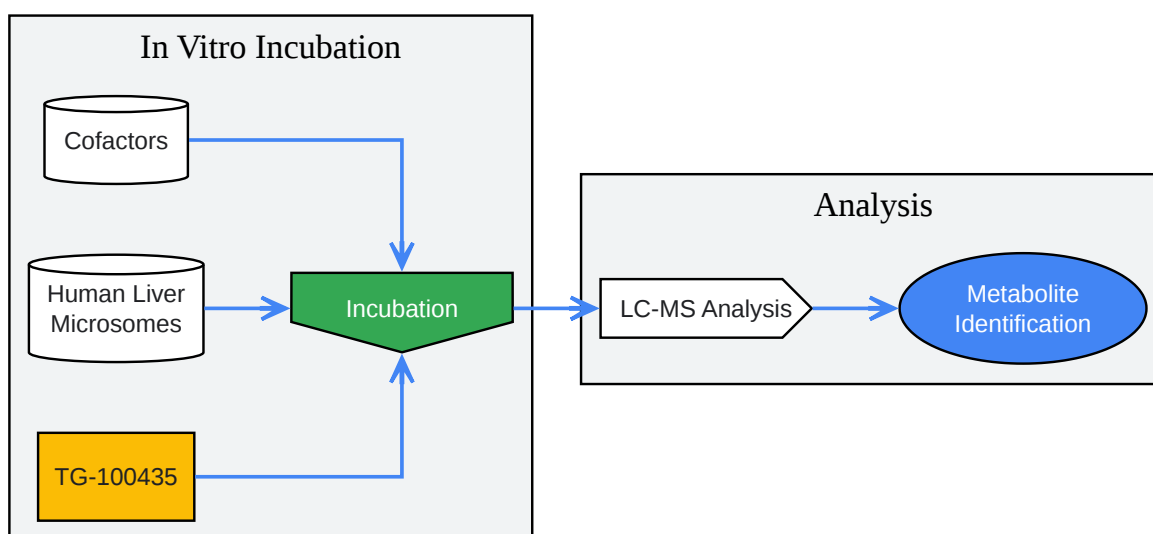 In Vitro Incubation
Cofactors
Human Liver
Microsomes
Incubation
TG-100435
Analysis
LC-MS Analysis
Metabolite
Identification